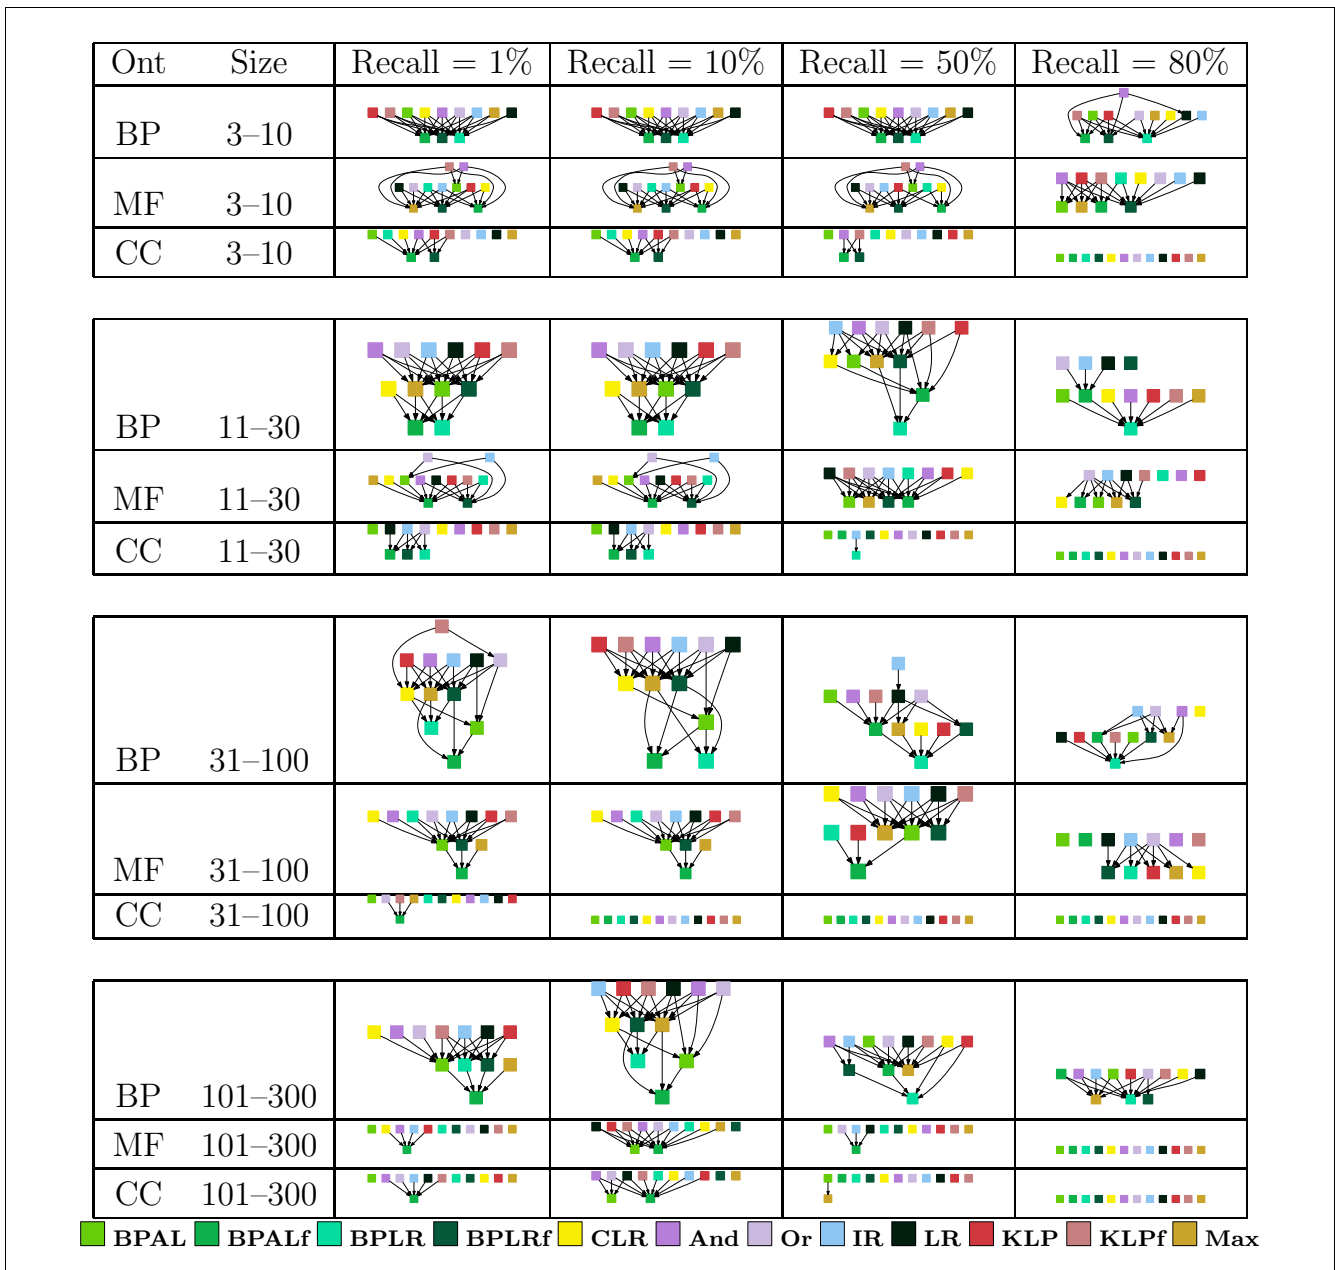 Ont Size Recall = 1% Recall = 10% Recall = 50% Recall = 80%
BP 3–10
MF 3–10
CC 3–10
BP 11–30
MF 11–30
CC 11–30
BP 31–100
MF 31–100
CC 31–100
BP 101–300
MF 101–300
CC 101–300
BPAL BPALf BPLR BPLRf CLR And Or IR LR KLP KLPf Max